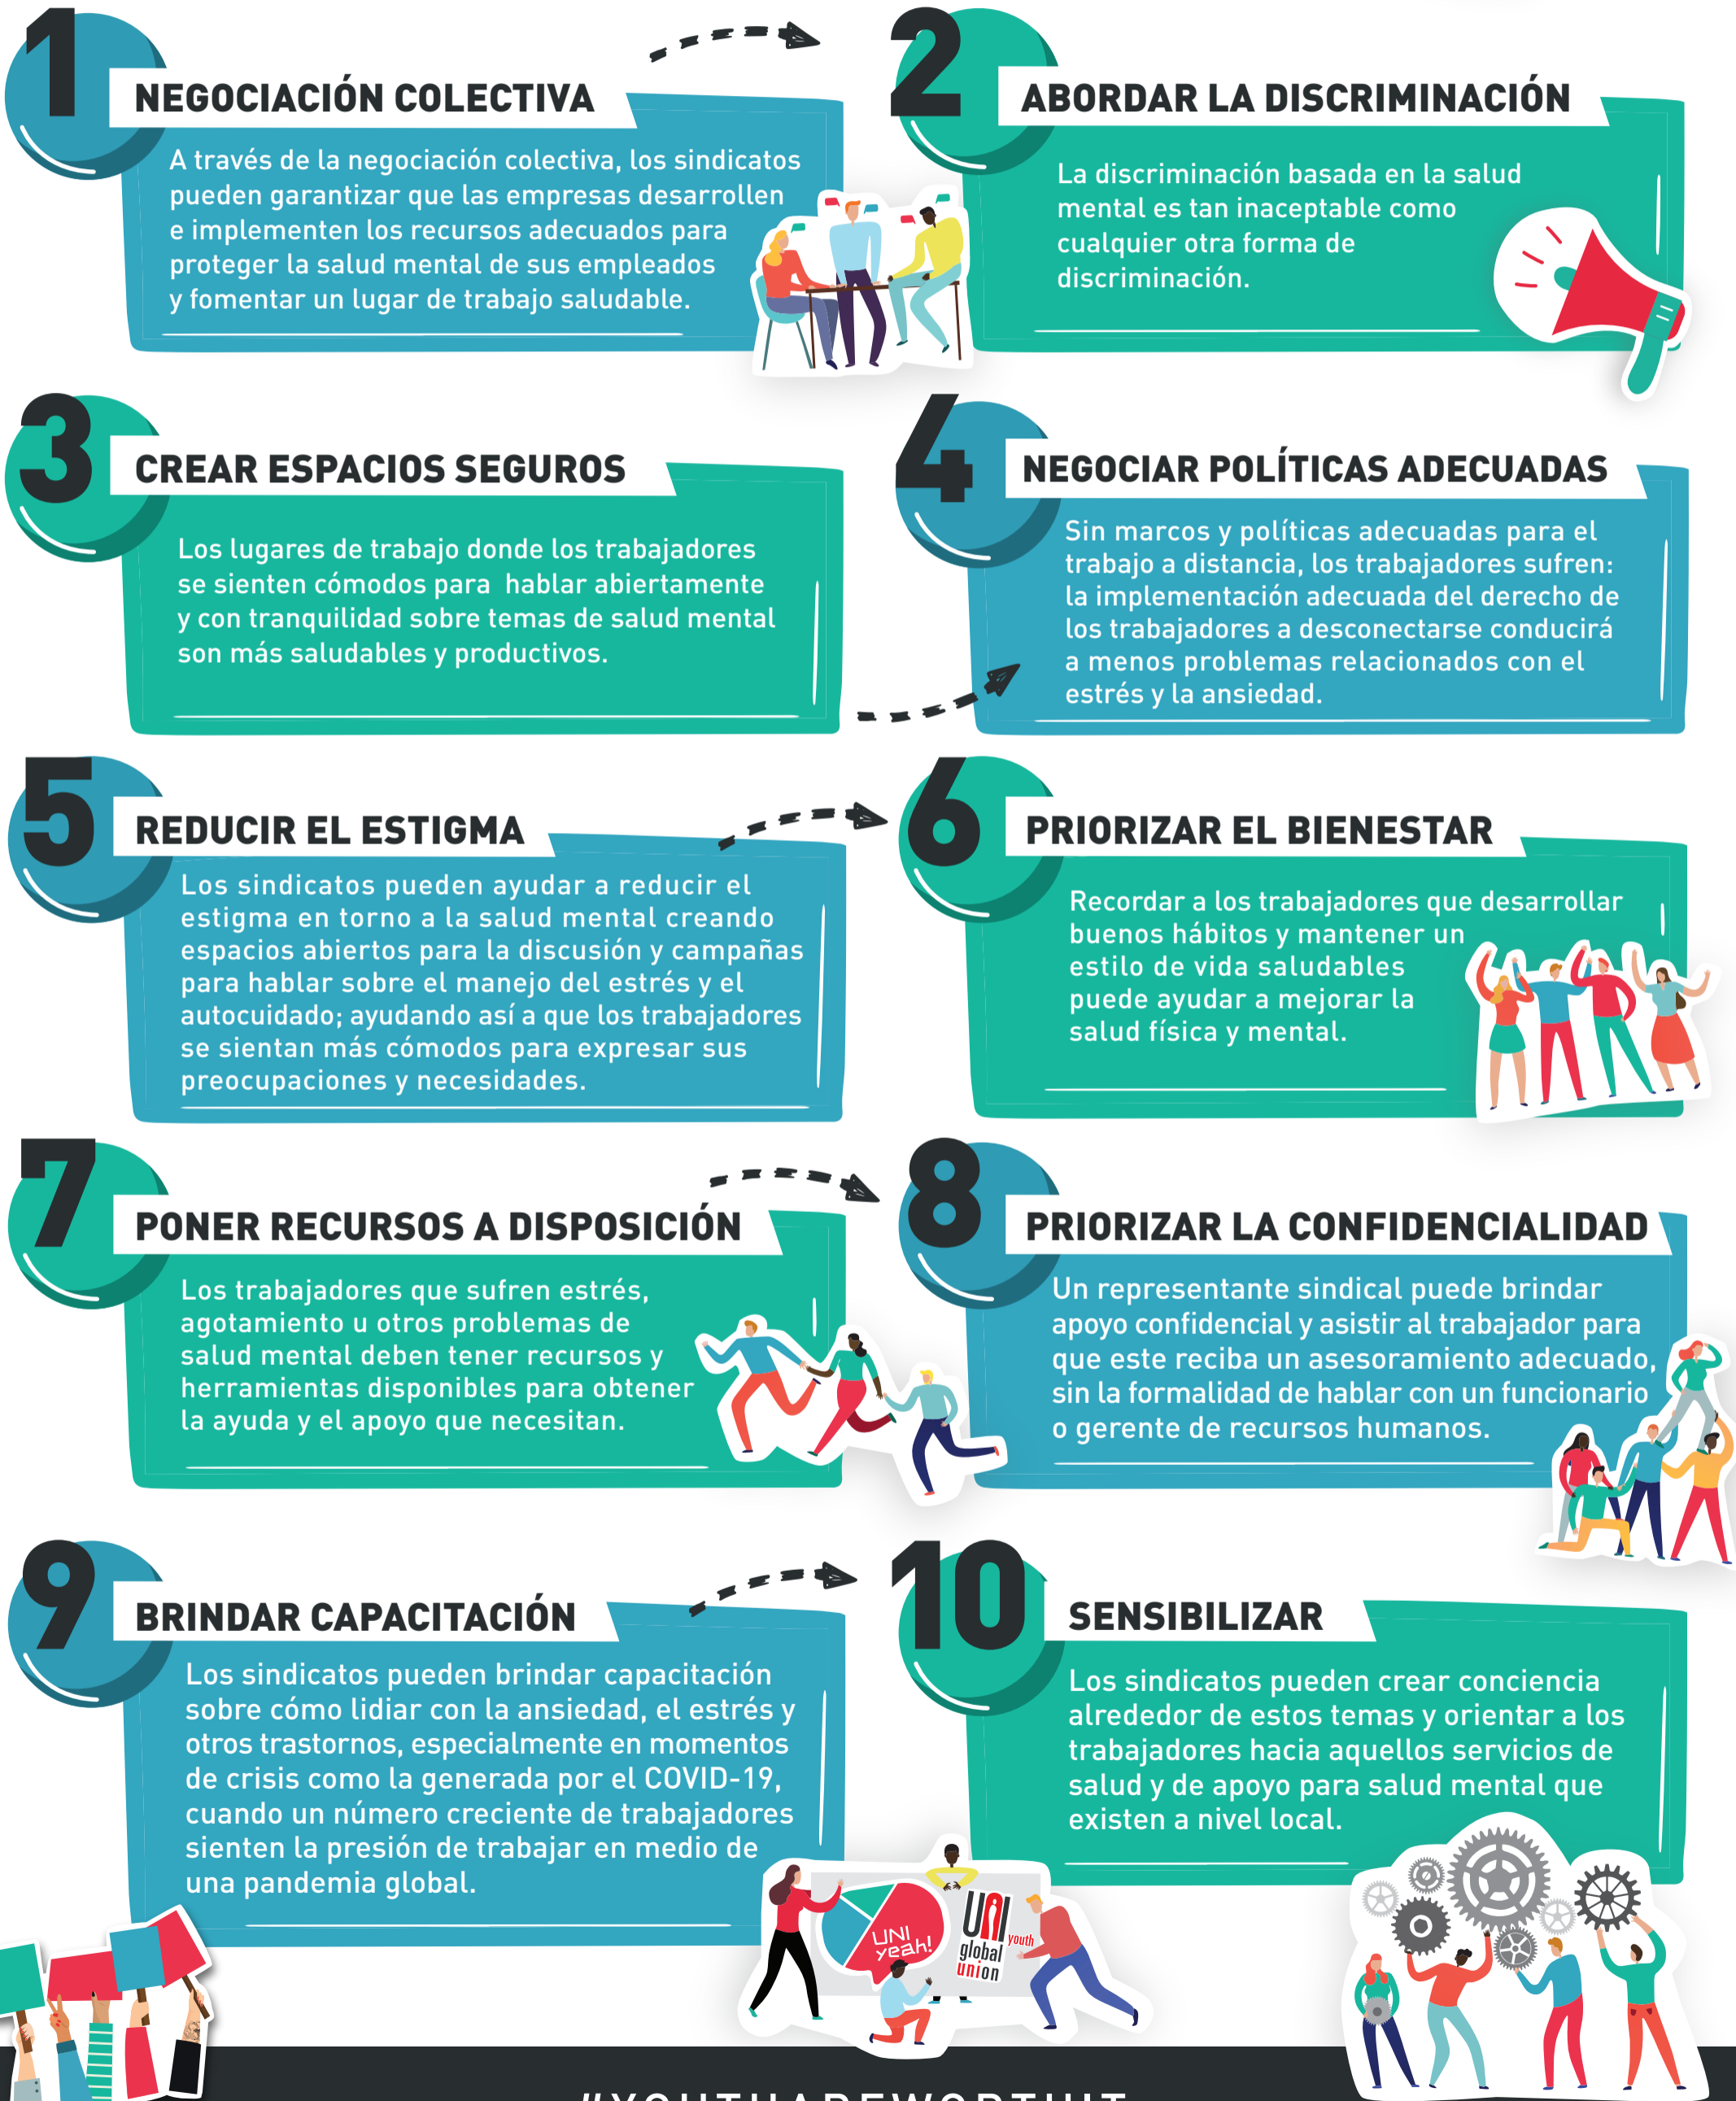 1
NEGOCIACIÓN COLECTIVA
A través de la negociación colectiva, los sindicatos
pueden garantizar que las empresas desarrollen
e implementen los recursos adecuados para
proteger la salud mental de sus empleados
y fomentar un lugar de trabajo saludable.
2
ABORDAR LA DISCRIMINACIÓN
La discriminación basada en la salud
mental es tan inaceptable como
cualquier otra forma de
discriminación.
3
CREAR ESPACIOS SEGUROS
Los lugares de trabajo donde los trabajadores
se sienten cómodos para hablar abiertamente
y con tranquilidad sobre temas de salud mental
son más saludables y productivos.
4
NEGOCIAR POLÍTICAS ADECUADAS
Sin marcos y políticas adecuadas para el
trabajo a distancia, los trabajadores sufren:
la implementación adecuada del derecho de
los trabajadores a desconectarse conducirá
a menos problemas relacionados con el
estrés y la ansiedad.
5
REDUCIR EL ESTIGMA
Los sindicatos pueden ayudar a reducir el
estigma en torno a la salud mental creando
espacios abiertos para la discusión y campañas
para hablar sobre el manejo del estrés y el
autocuidado; ayudando así a que los trabajadores
se sientan más cómodos para expresar sus
preocupaciones y necesidades.
6
PRIORIZAR EL BIENESTAR
Recordar a los trabajadores que desarrollar
buenos hábitos y mantener un
estilo de vida saludables
puede ayudar a mejorar la
salud física y mental.
7
PONER RECURSOS A DISPOSICIÓN
Los trabajadores que sufren estrés,
agotamiento u otros problemas de
salud mental deben tener recursos y
herramientas disponibles para obtener
la ayuda y el apoyo que necesitan.
8
PRIORIZAR LA CONFIDENCIALIDAD
Un representante sindical puede brindar
apoyo confidencial y asistir al trabajador para
que este reciba un asesoramiento adecuado,
sin la formalidad de hablar con un funcionario
o gerente de recursos humanos.
9
BRINDAR CAPACITACIÓN
Los sindicatos pueden brindar capacitación
sobre cómo lidiar con la ansiedad, el estrés y
otros trastornos, especialmente en momentos
de crisis como la generada por el COVID-19,
cuando un número creciente de trabajadores
sienten la presión de trabajar en medio de
una pandemia global.
10
SENSIBILIZAR
Los sindicatos pueden crear conciencia
alrededor de estos temas y orientar a los
trabajadores hacia aquellos servicios de
salud y de apoyo para salud mental que
existen a nivel local.
UNI
yeah!
UNI
youth
global
union
#YOUTHAREWORTHIT